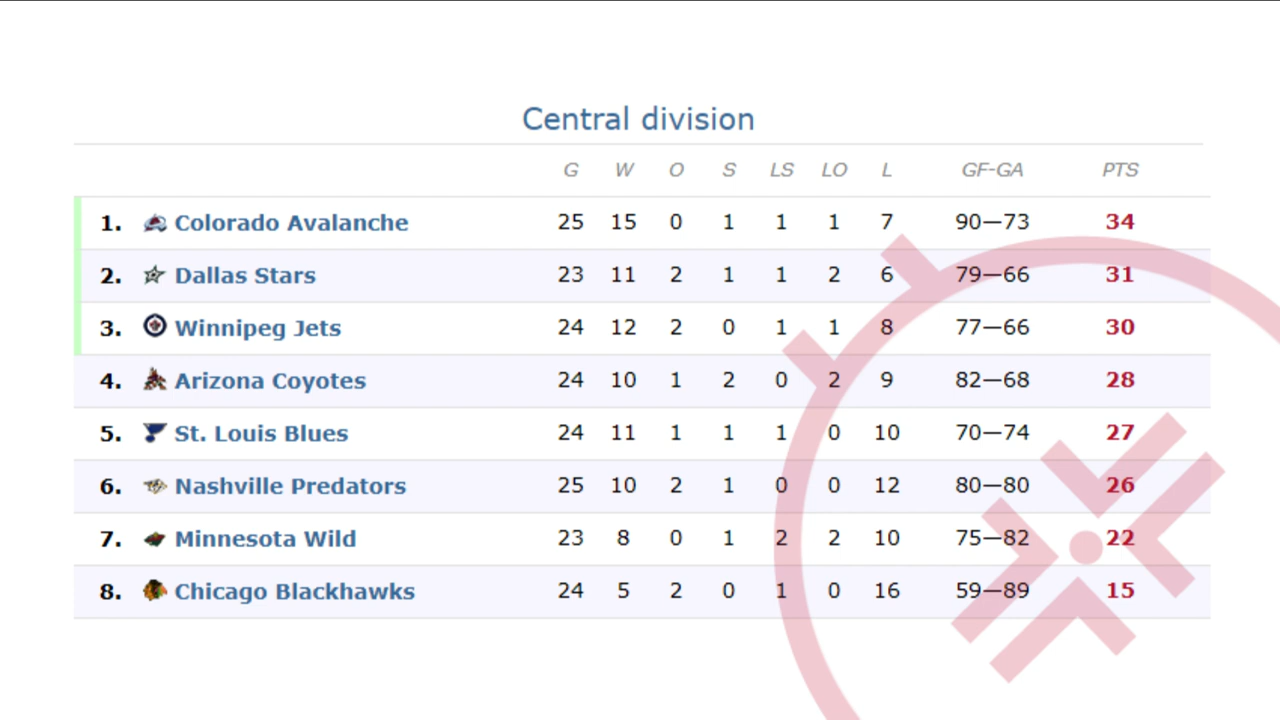 Central division
G W O S LS LO L GF-GA PTS
1. Colorado Avalanche 25 15 0 1 1 1 7 90—73 34
2. Dallas Stars 23 11 2 1 1 2 6 79—66 31
3. Winnipeg Jets 24 12 2 0 1 1 8 77—66 30
4. Arizona Coyotes 24 10 1 2 0 2 9 82—68 28
5. St. Louis Blues 24 11 1 1 1 0 10 70—74 27
6. Nashville Predators 25 10 2 1 0 0 12 80—80 26
7. Minnesota Wild 23 8 0 1 2 2 10 75—82 22
8. Chicago Blackhawks 24 5 2 0 1 0 16 59—89 15